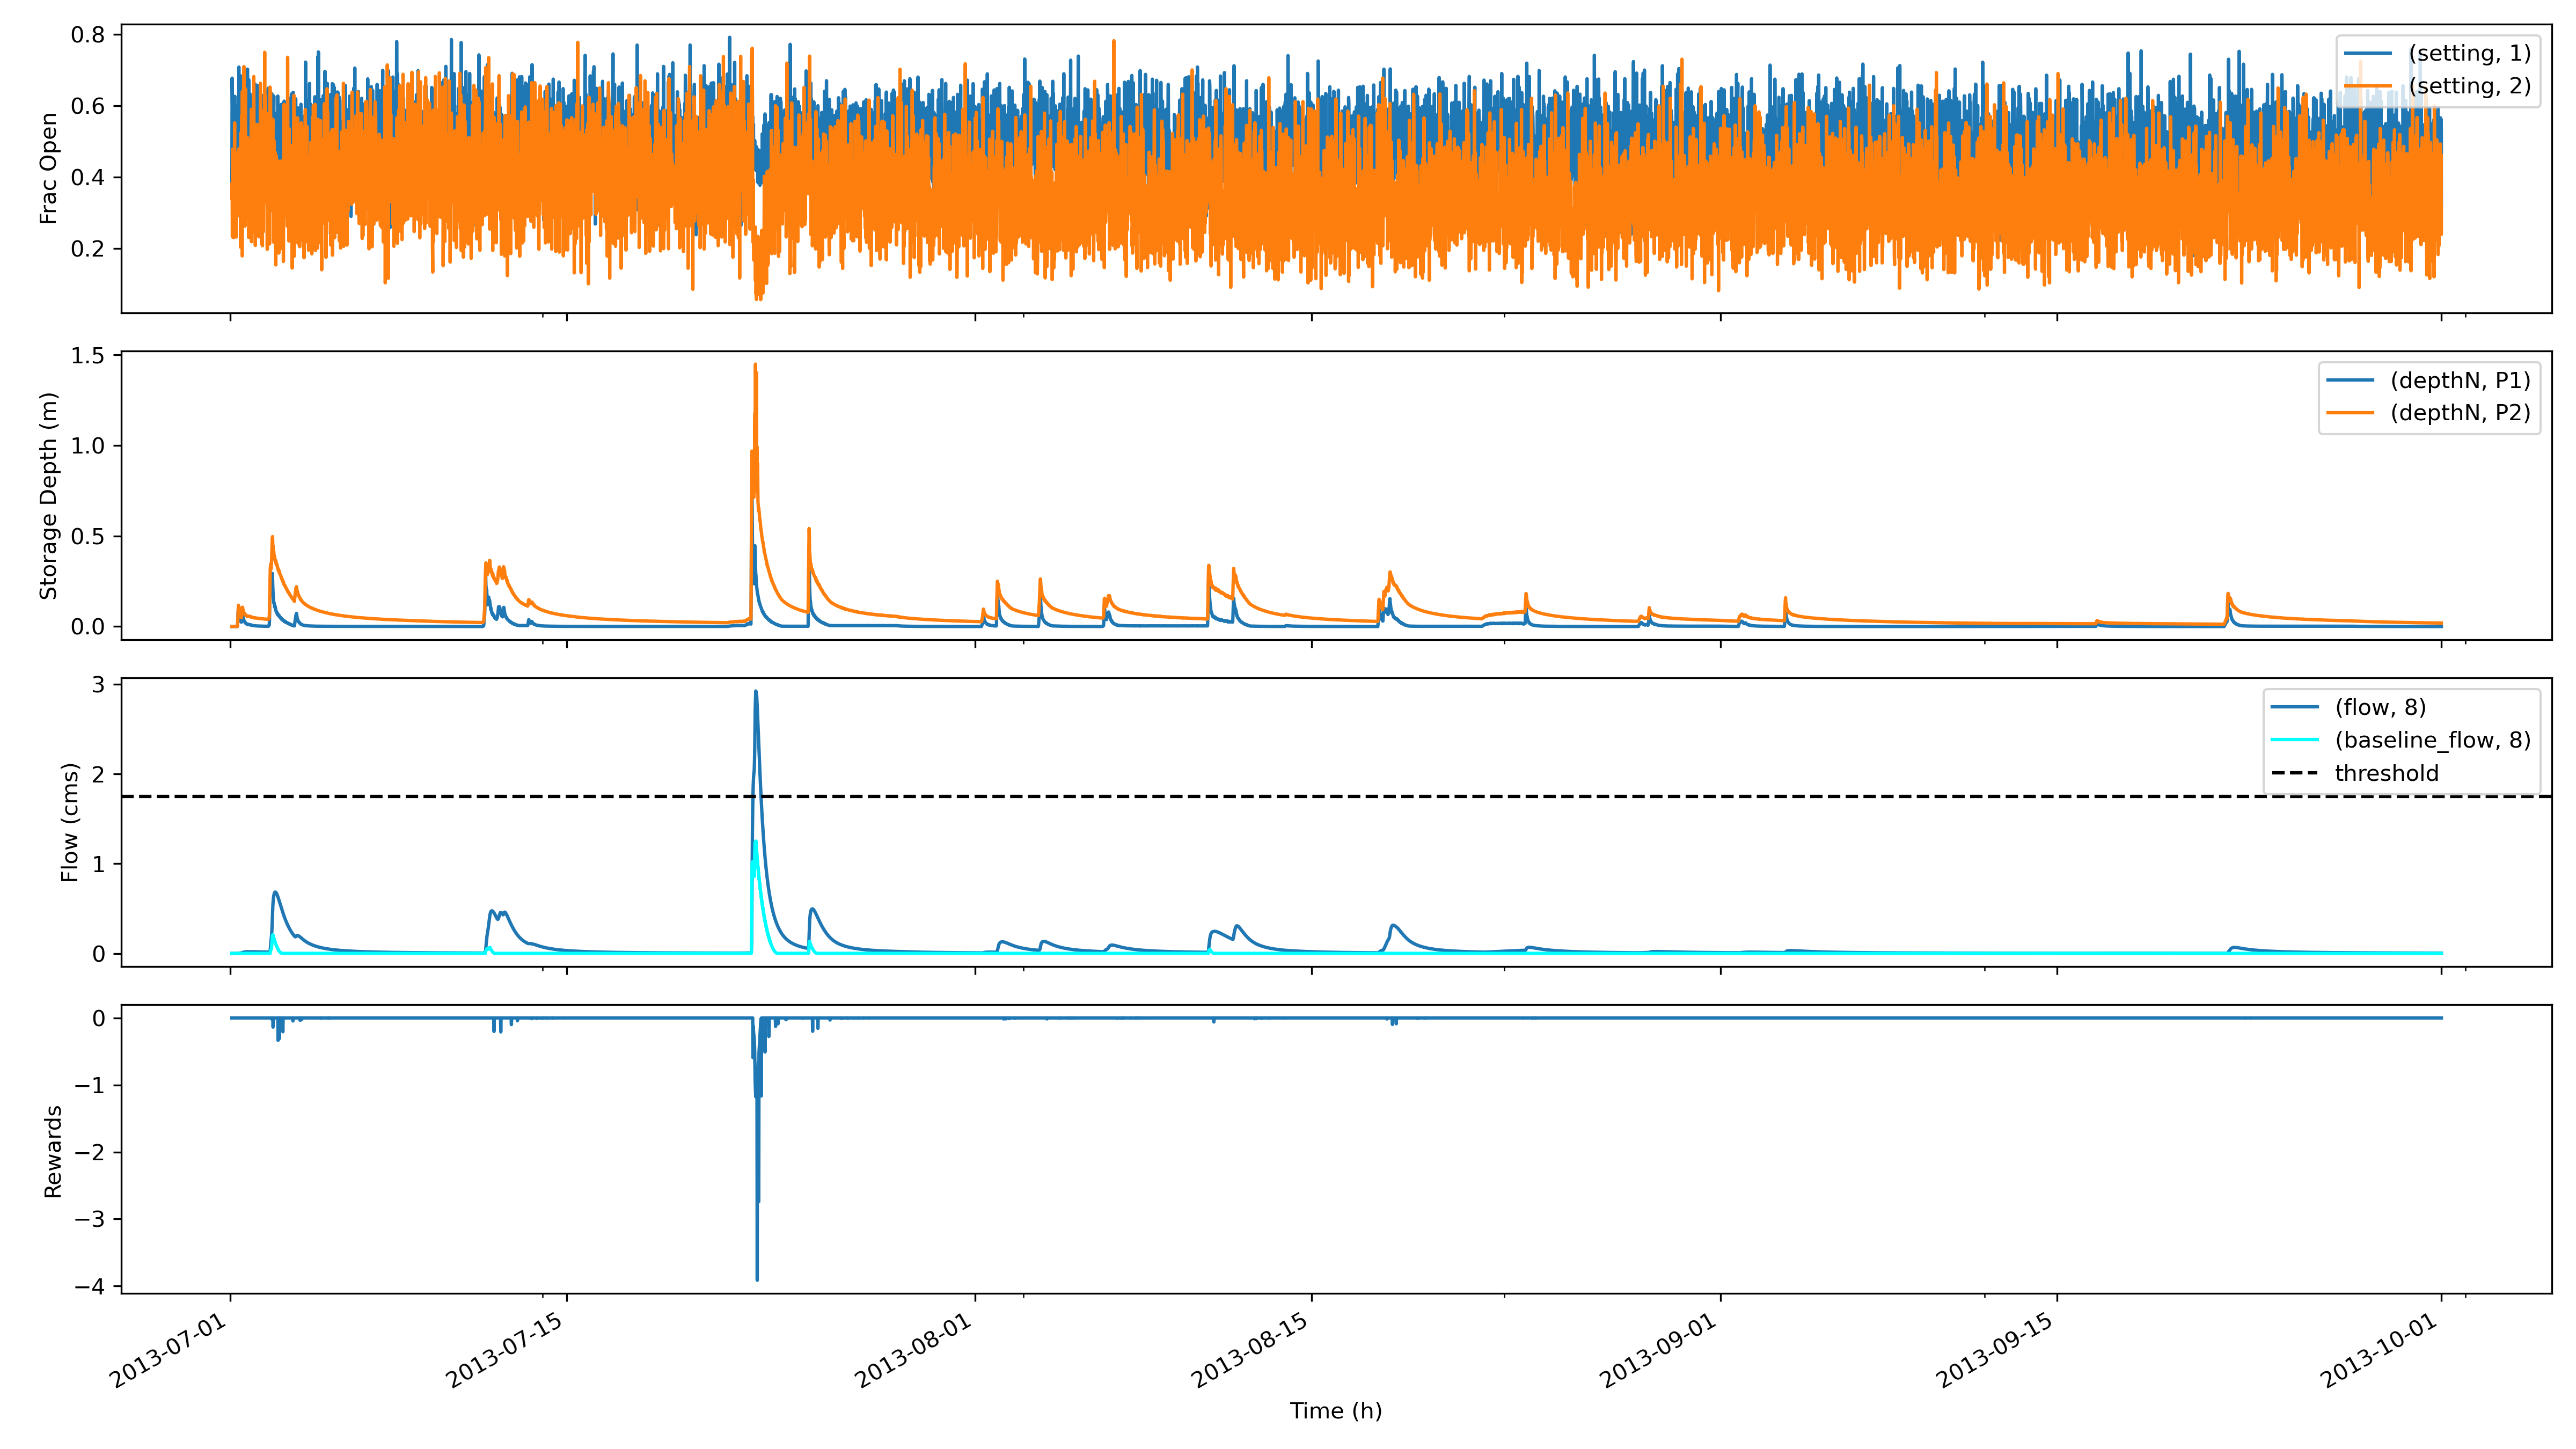 0.8
0.6
0.4
0.2
Frac Open
(setting, 1)
(setting, 2)
1.5
1.0
0.5
0.0
Storage Depth (m)
(depthN, P1)
(depthN, P2)
3
2
1
0
Flow (cms)
(flow, 8)
(baseline_flow, 8)
threshold
0
−1
−2
−3
−4
Rewards
2013-07-01
2013-07-15
2013-08-01
2013-08-15
2013-09-01
2013-09-15
2013-10-01
Time (h)